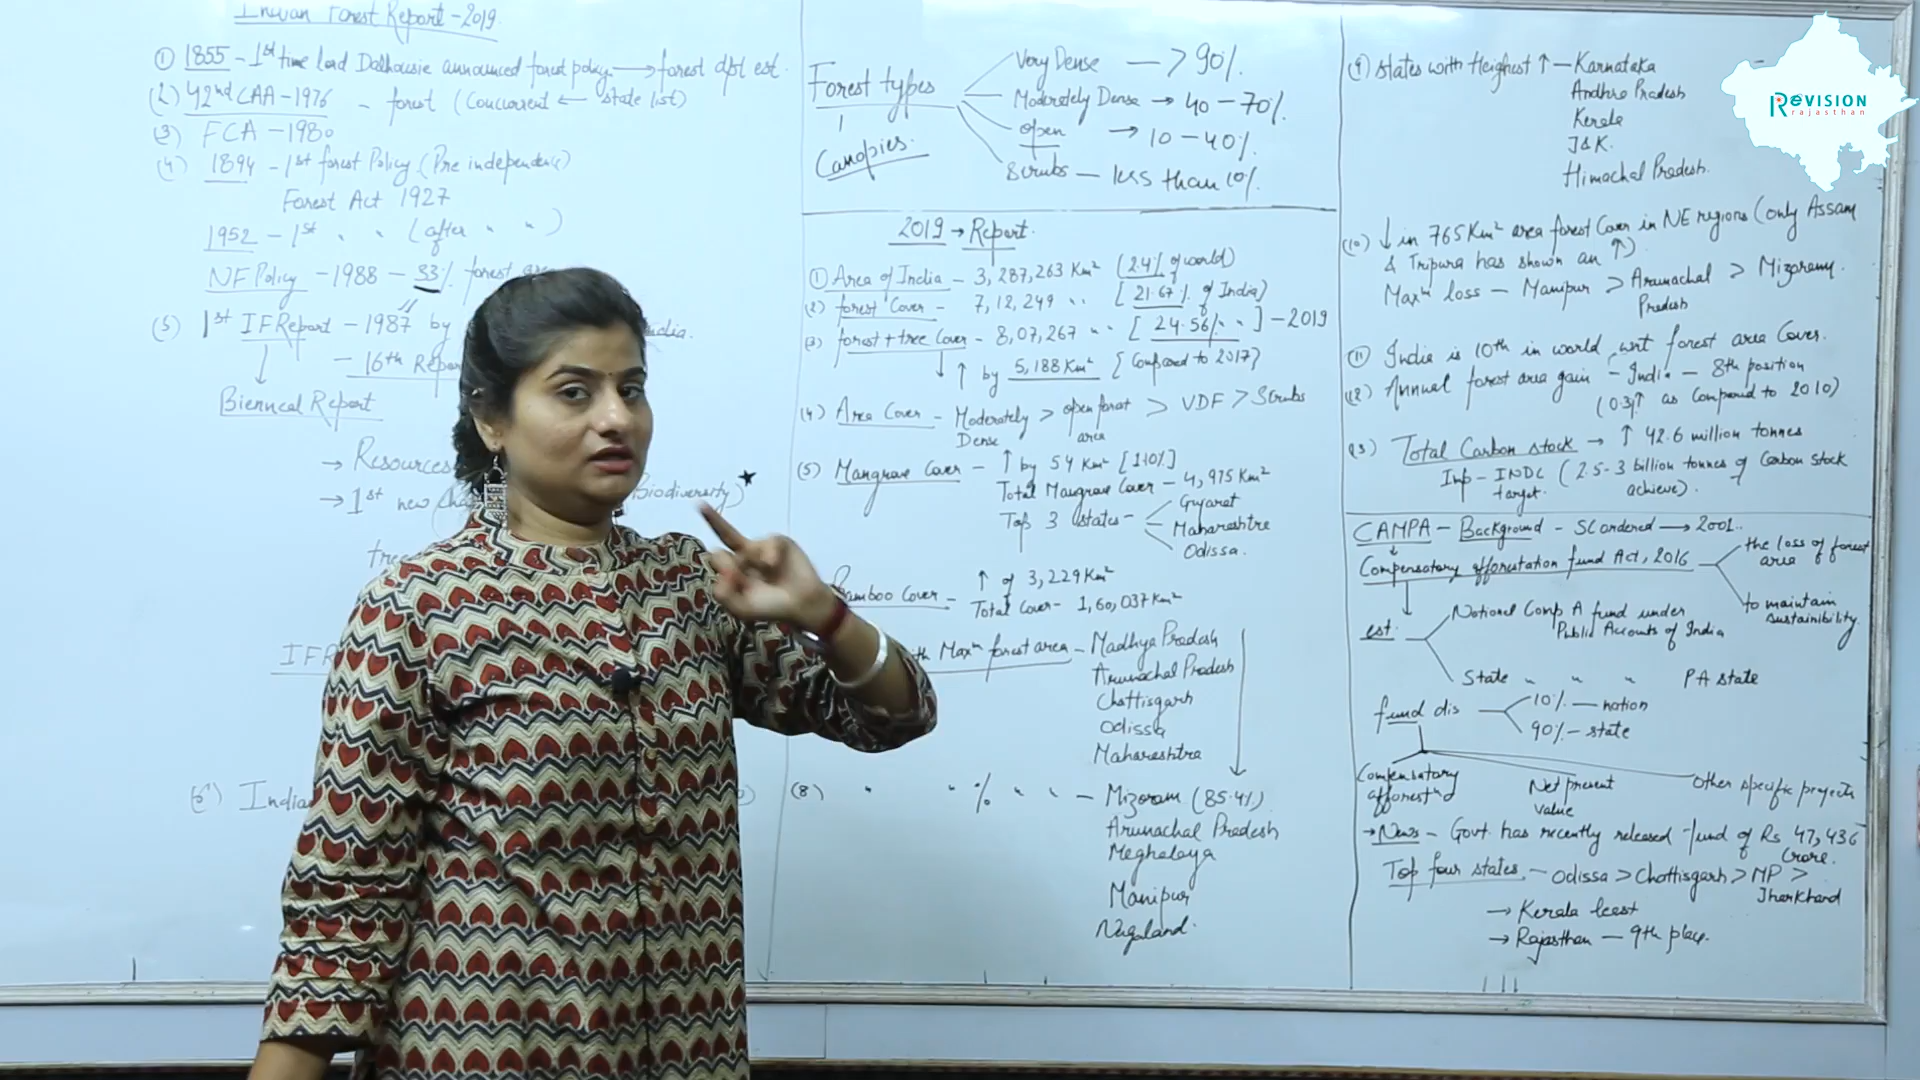 Indian Forest Report - 2019.
(1) 1855 - 1st time lord Dalhousie announced forest policy → forest dpt est.
(2) 42nd CAA - 1976 - forest (Concurrent ← state list)
(3) FCA - 1980
(4) 1894 - 1st forest Policy (Pre independence)
Forest Act 1927
1952 - 1st " " (after " ")
NF Policy - 1988 - 33% forest
(5) 1st IFReport - 1987 by India.
- 16th Repor
Bienneal Report
→ Resources
→ 1st new Biodiversity) ★
tree
IFR
(6) Indian
Forest types
Canopies.
Very Dense — > 90%.
Moderately Dense → 40 - 70%.
open → 10 - 40%.
Scrubs — less than 10%.
2019 → Report.
(1) Area of India - 3,287,263 Km² (2.4% of world)
(2) forest Cover - 7,12,249 " [21.67% of India)
(3) forest + tree Cover - 8,07,267 " " [24.56% " "] - 2019
↑ by 5,188 Km² {Compared to 2017}
(4) Area Cover - Moderately Dense > open forest area > VDF > Scrubs
(5) Mangrove Cover - ↑ by 54 Km² [1.10%]
Total Mangrove Cover - 4,975 Km²
Top 3 states -
Gujarat
Maharashtra
Odissa.
Bamboo Cover - ↑ of 3,229 Km²
Total Cover - 1,60,037 Km²
with Maxm forest area - Madhya Pradesh
Arunachal Pradesh
Chattisgarh
Odissa
Maharashtra
(8) " " % " " - Mizoram (85.4%)
Arunachal Pradesh
Meghalaya
Manipur
Nagaland.
(9) states with Heighest ↑ - Karnataka
Andhra Pradesh
Kerala
J&K.
Himachal Pradesh.
(10) ↓ in 765 Km² area forest Cover in NE regions (only Assam
& Tripura has shown an ↑)
Maxm loss - Manipur > Arunachal Pradesh > Mizoram.
(11) India is 10th in world wrt forest area Cover.
(12) Annual forest area gain - India - 8th position
(0.3%↑ as Compared to 2010)
(13) Total Carbon stock → ↑ 42.6 million tonnes
Imp - INDC target. (2.5-3 billion tonnes of Carbon stock
achieve).
CAMPA - Background - SC ordered → 2001.
Compensatory afforestation fund Act, 2016
the loss of forest area
to maintain sustainibility.
est.
National Comp A fund under
Public Accounts of India
State " " " PA state
fund dis
10% — nation
90% - state
Compensatory afforestnd
Net present value
Other specific projects
→ News - Govt has recently released fund of Rs 47,436
Crore.
Top four states - Odissa > Chattisgarh > MP >
Jharkhand
→ Kerala least
→ Rajasthan — 9th place.
ReVISION
rajasthan